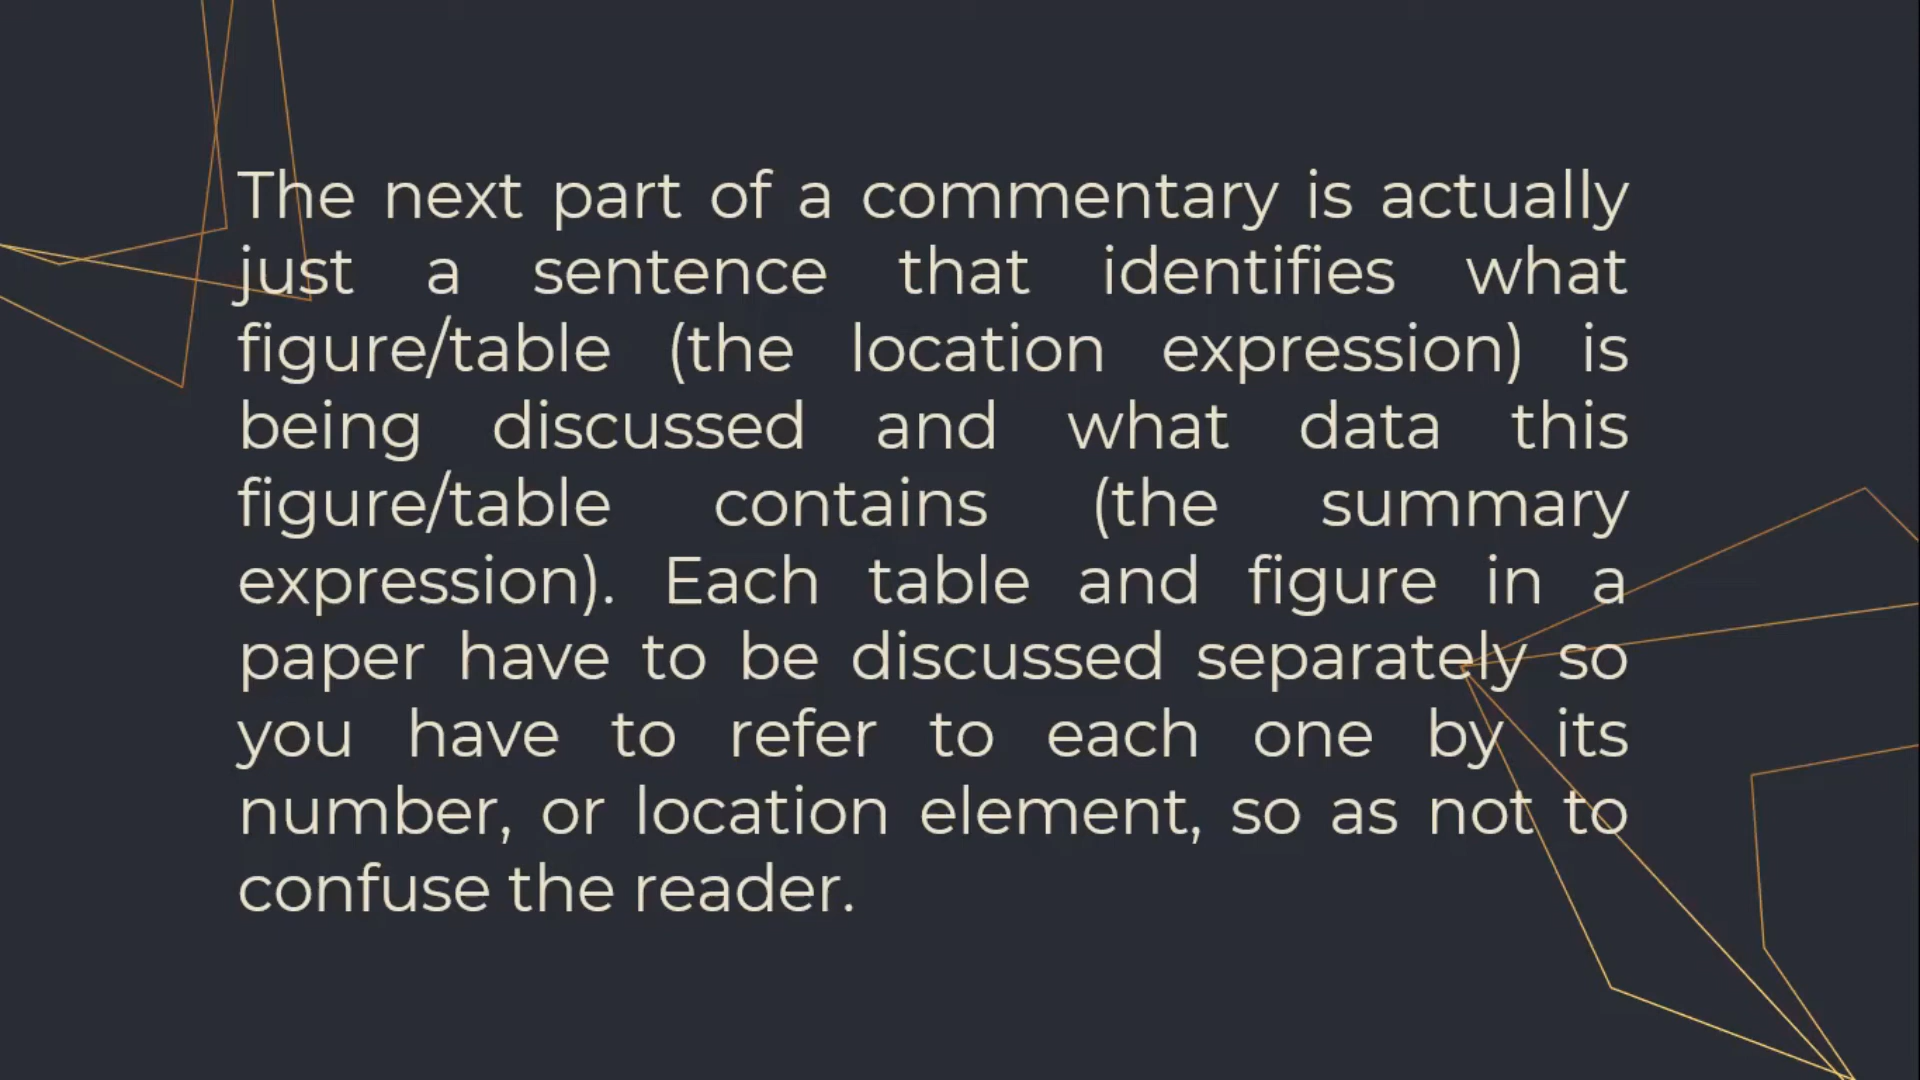 The next part of a commentary is actually
just a sentence that identifies what
figure/table (the location expression) is
being discussed and what data this
figure/table contains (the summary
expression). Each table and figure in a
paper have to be discussed separately so
you have to refer to each one by its
number, or location element, so as not to
confuse the reader.